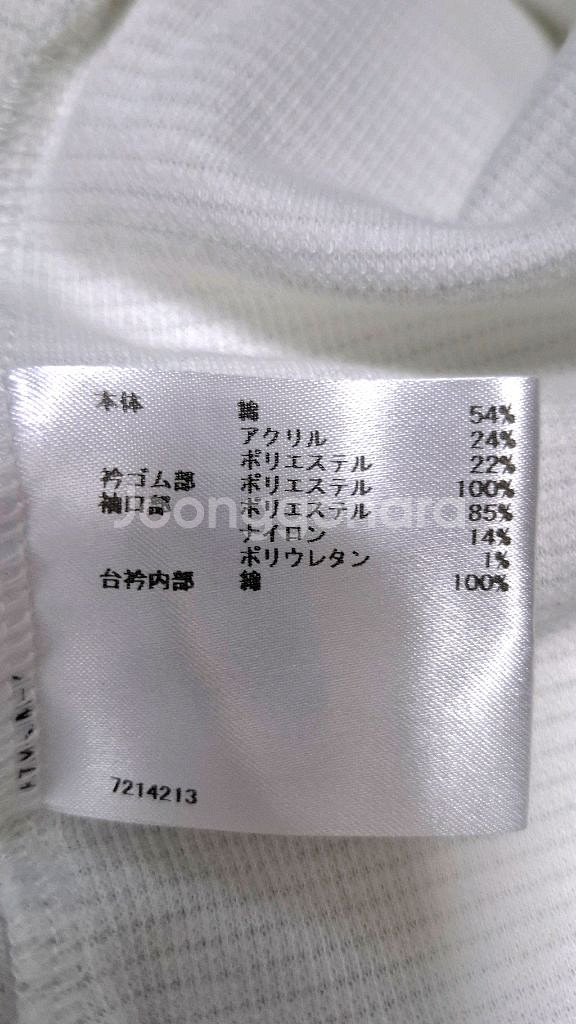 本体 綿 54%
アクリル 24%
ポリエステル 22%
衿ゴム部 ポリエステル 100%
袖口部 ポリエステル 85%
ナイロン 14%
ポリウレタン 1%
台衿内部 綿 100%
7214213
Joongonara